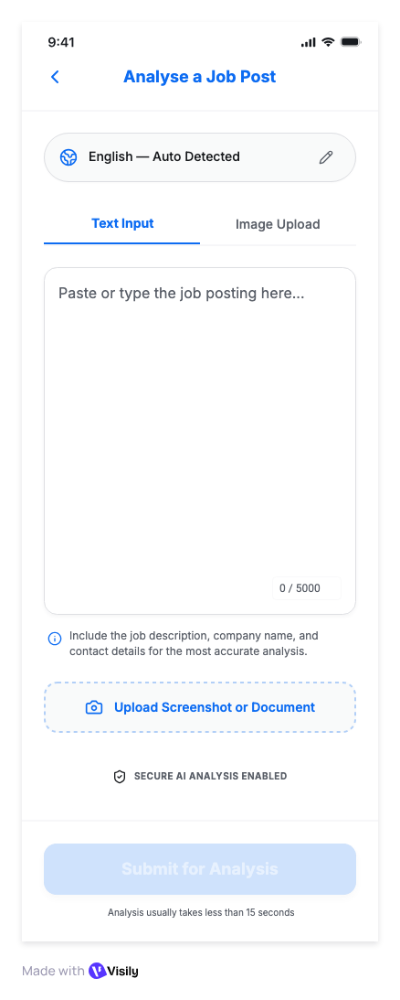 9:41
Analyse a Job Post
English — Auto Detected
Text Input
Image Upload
Paste or type the job posting here...
0 / 5000
Include the job description, company name, and
contact details for the most accurate analysis.
Upload Screenshot or Document
SECURE AI ANALYSIS ENABLED
Submit for Analysis
Analysis usually takes less than 15 seconds
Made with Visily